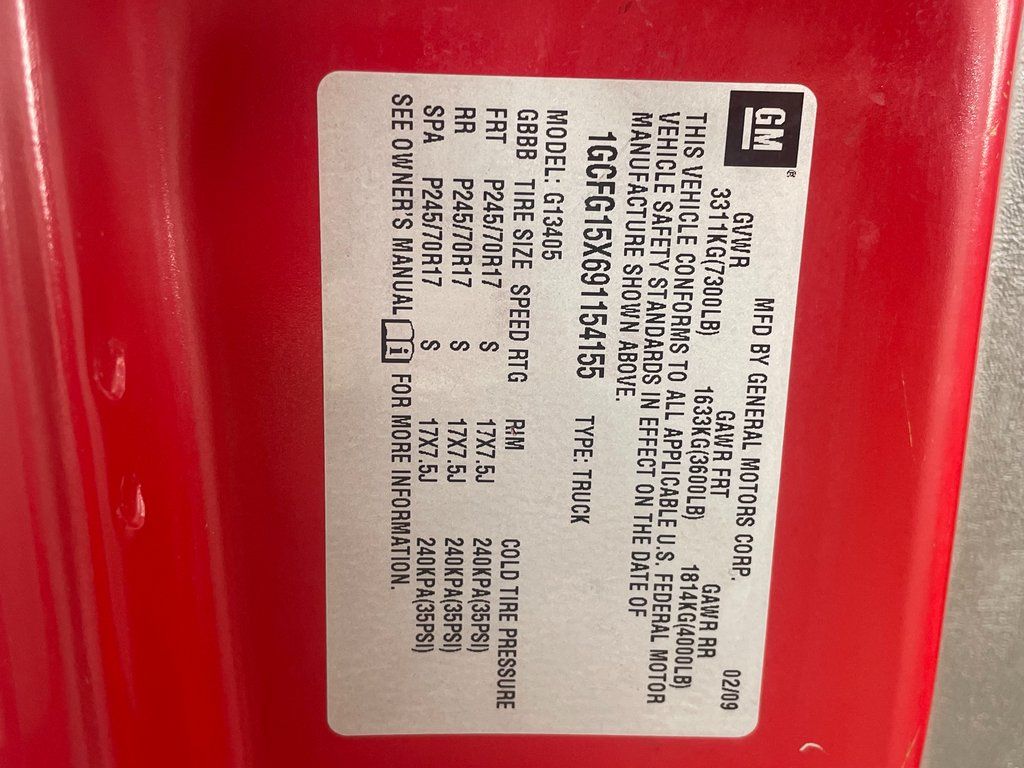 GM®
MFD BY GENERAL MOTORS CORP. 02/09
GVWR GAWR FRT GAWR RR
3311KG(7300LB) 1633KG(3600LB) 1814KG(4000LB)
THIS VEHICLE CONFORMS TO ALL APPLICABLE U.S. FEDERAL MOTOR
VEHICLE SAFETY STANDARDS IN EFFECT ON THE DATE OF
MANUFACTURE SHOWN ABOVE.
1GCFG15X691154155 TYPE: TRUCK
MODEL: G13405
GBBB TIRE SIZE SPEED RTG RIM COLD TIRE PRESSURE
FRT P245/70R17 S 17X7.5J 240KPA(35PSI)
RR P245/70R17 S 17X7.5J 240KPA(35PSI)
SPA P245/70R17 S 17X7.5J 240KPA(35PSI)
SEE OWNER'S MANUAL FOR MORE INFORMATION.